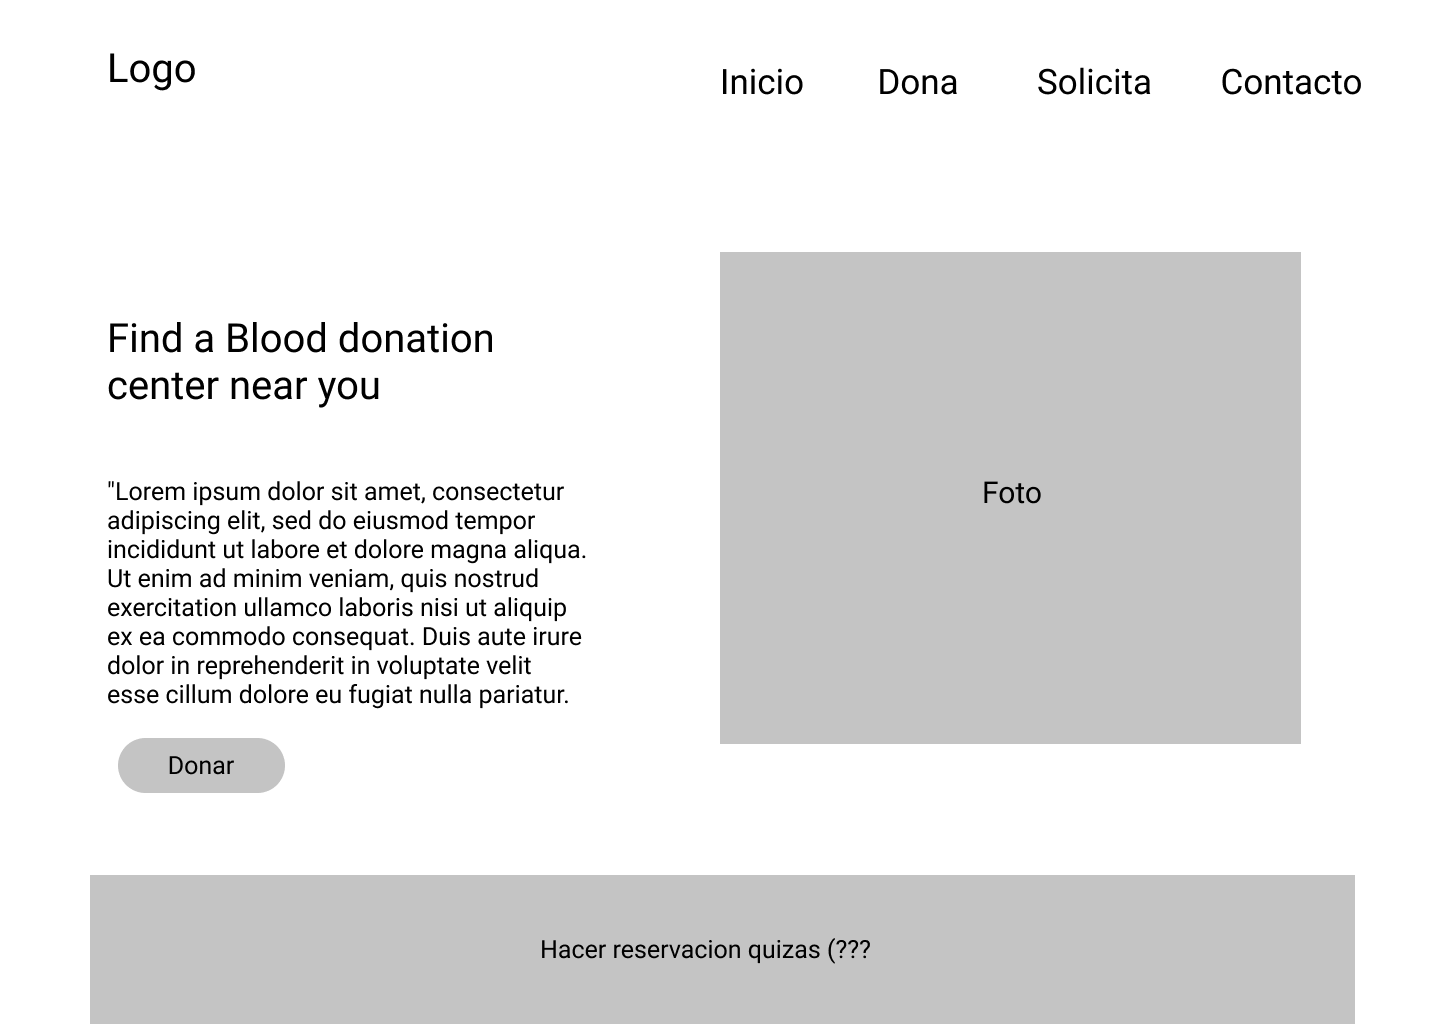 Logo
Inicio Dona Solicita Contacto
Find a Blood donation
center near you
"Lorem ipsum dolor sit amet, consectetur
adipiscing elit, sed do eiusmod tempor
incididunt ut labore et dolore magna aliqua.
Ut enim ad minim veniam, quis nostrud
exercitation ullamco laboris nisi ut aliquip
ex ea commodo consequat. Duis aute irure
dolor in reprehenderit in voluptate velit
esse cillum dolore eu fugiat nulla pariatur.
Donar
Foto
Hacer reservacion quizas (???